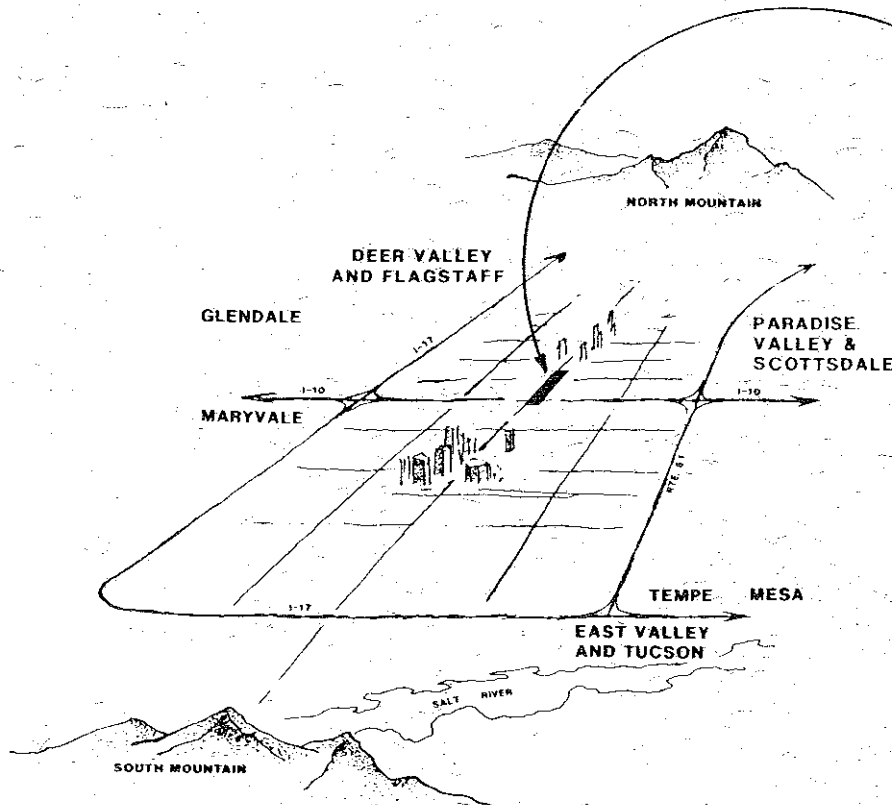 NORTH MOUNTAIN
DEER VALLEY
AND FLAGSTAFF
GLENDALE
I-17
PARADISE
VALLEY &
SCOTTSDALE
I-10
I-10
MARYVALE
RTE. 51
I-17
TEMPE MESA
EAST VALLEY
AND TUCSON
SALT RIVER
SOUTH MOUNTAIN